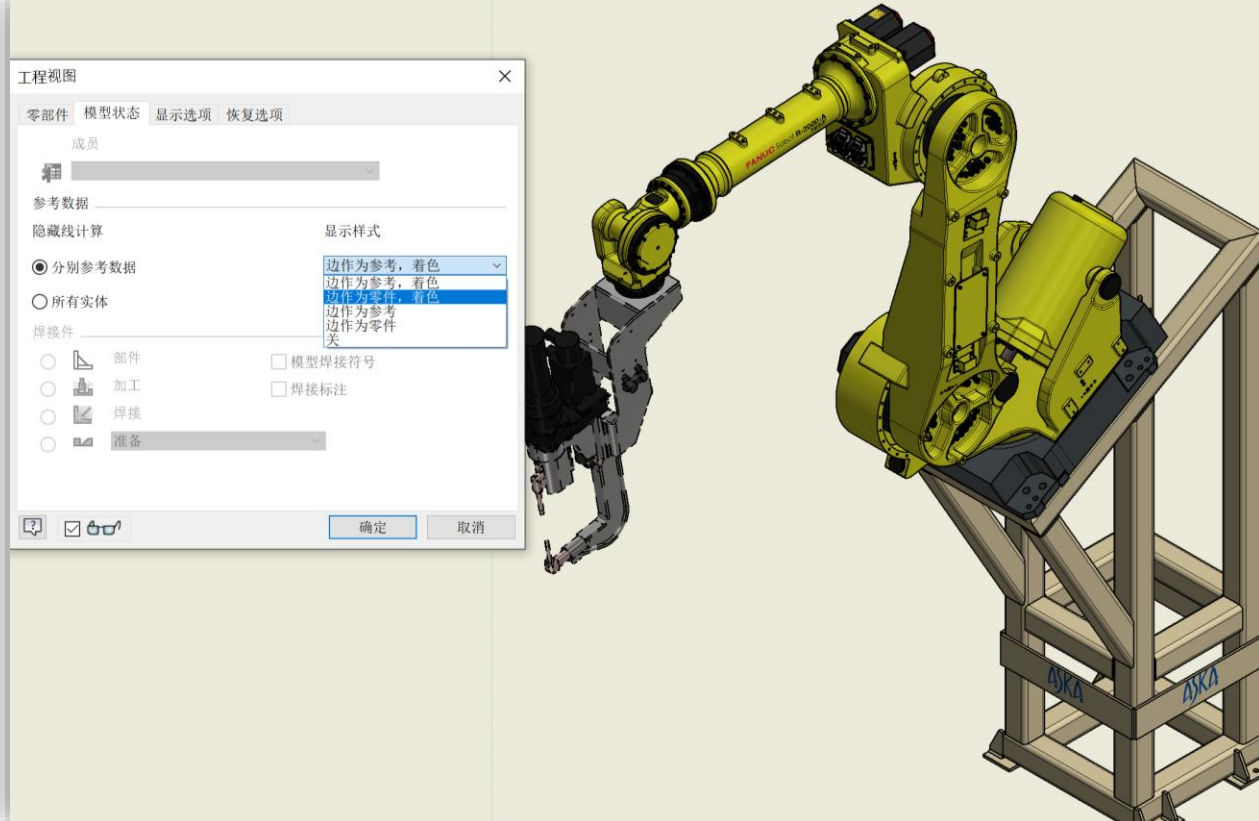 工程视图
零部件 模型状态 显示选项 恢复选项
成员
参考数据
隐藏线计算 显示样式
分别参考数据 边作为参考，着色
边作为参考，着色
边作为零件，着色
所有实体
边作为参考
边作为零件
关
焊接件
部件 模型焊接符号
加工 焊接标注
焊接
准备
确定 取消
FANUC Robot R-2000iA
ASKA ASKA